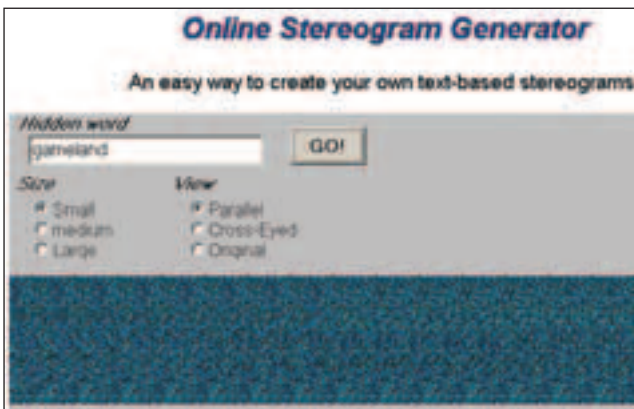 Online Stereogram Generator
An easy way to create your own text-based stereograms
Hidden word
gameland GO!
Size View
Small Parallel
medium Cross-Eyed
Large Original